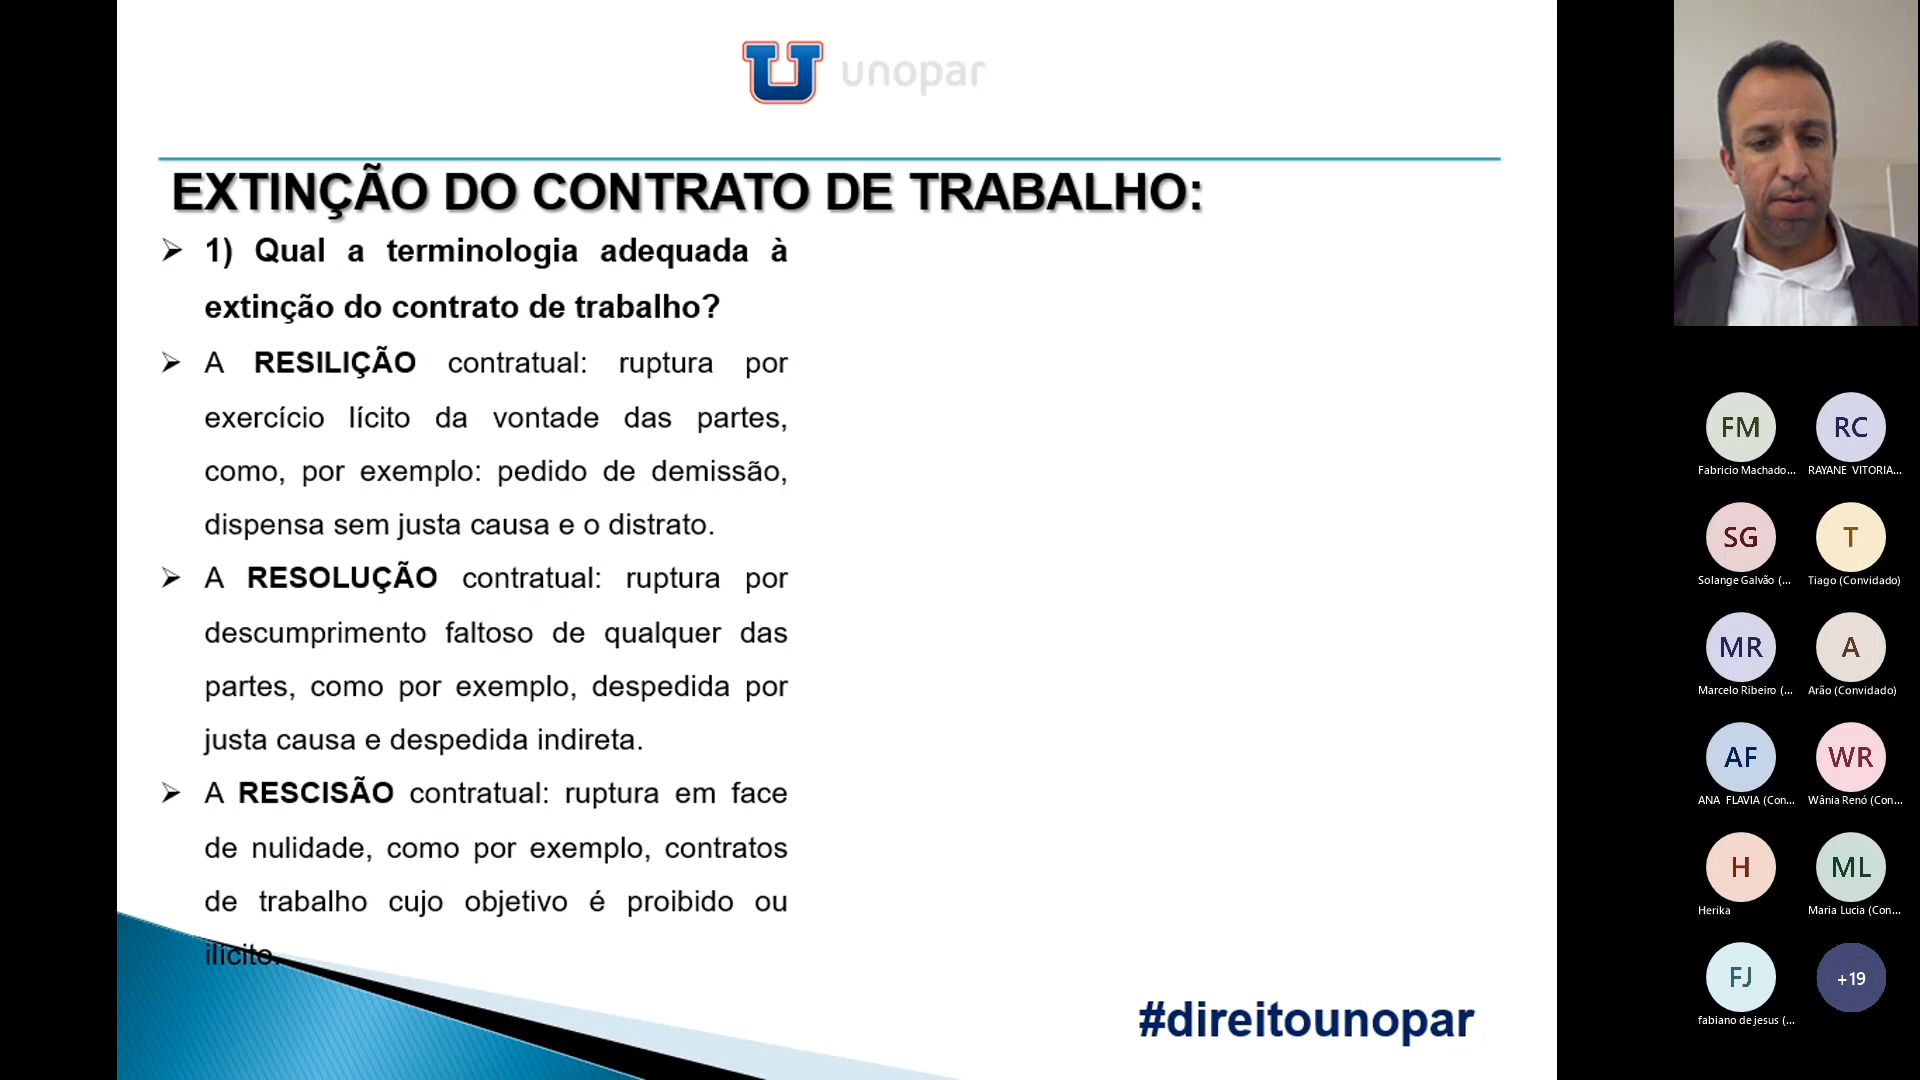 unopar
EXTINÇÃO DO CONTRATO DE TRABALHO:
1) Qual a terminologia adequada à
extinção do contrato de trabalho?
A RESILIÇÃO contratual: ruptura por
exercício lícito da vontade das partes,
como, por exemplo: pedido de demissão,
dispensa sem justa causa e o distrato.
A RESOLUÇÃO contratual: ruptura por
descumprimento faltoso de qualquer das
partes, como por exemplo, despedida por
justa causa e despedida indireta.
A RESCISÃO contratual: ruptura em face
de nulidade, como por exemplo, contratos
de trabalho cujo objetivo é proibido ou
ilícito.
#direitounopar
FM RC
Fabricio Machado... RAYANE VITORIA...
SG T
Solange Galvão (... Tiago (Convidado)
MR A
Marcelo Ribeiro (... Arão (Convidado)
AF WR
ANA FLAVIA (Con... Wânia Renó (Con...
H ML
Herika Maria Lucia (Con...
FJ +19
fabiano de jesus (...